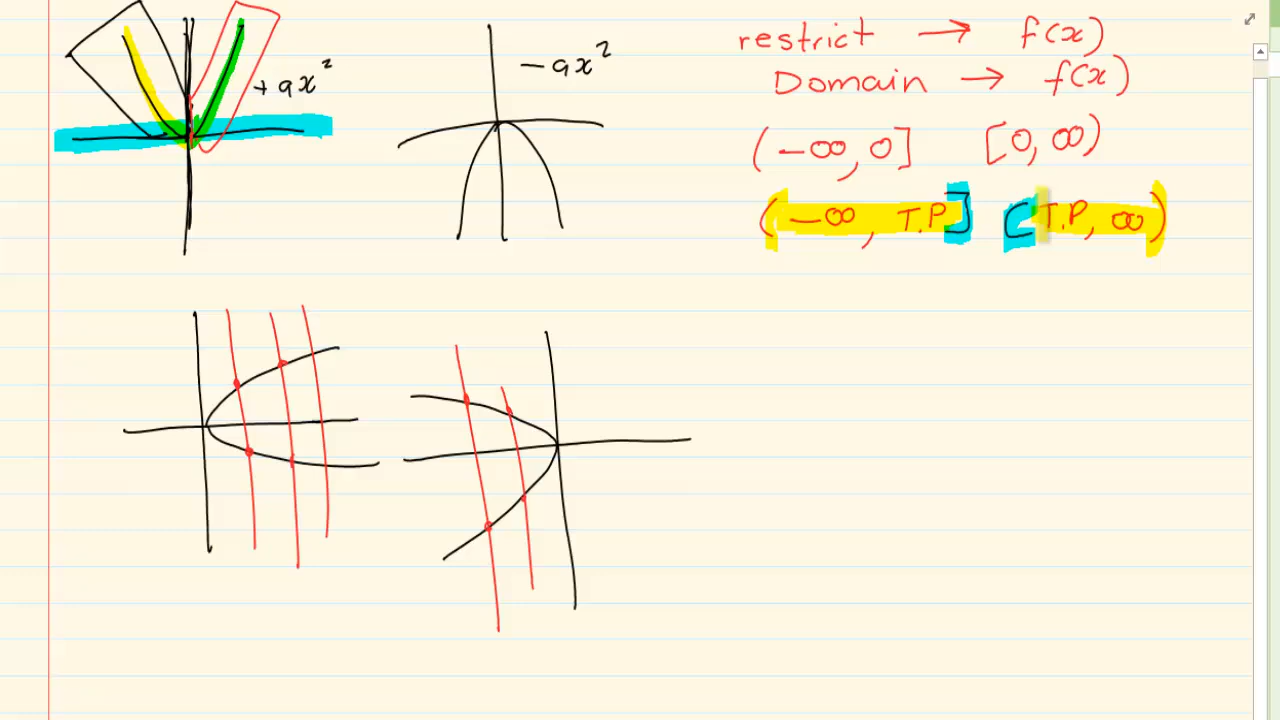 +ax²
-ax²
restrict → f(x)
Domain → f(x)
(-∞, 0] [0, ∞)
(-∞, T.P] [T.P, ∞)